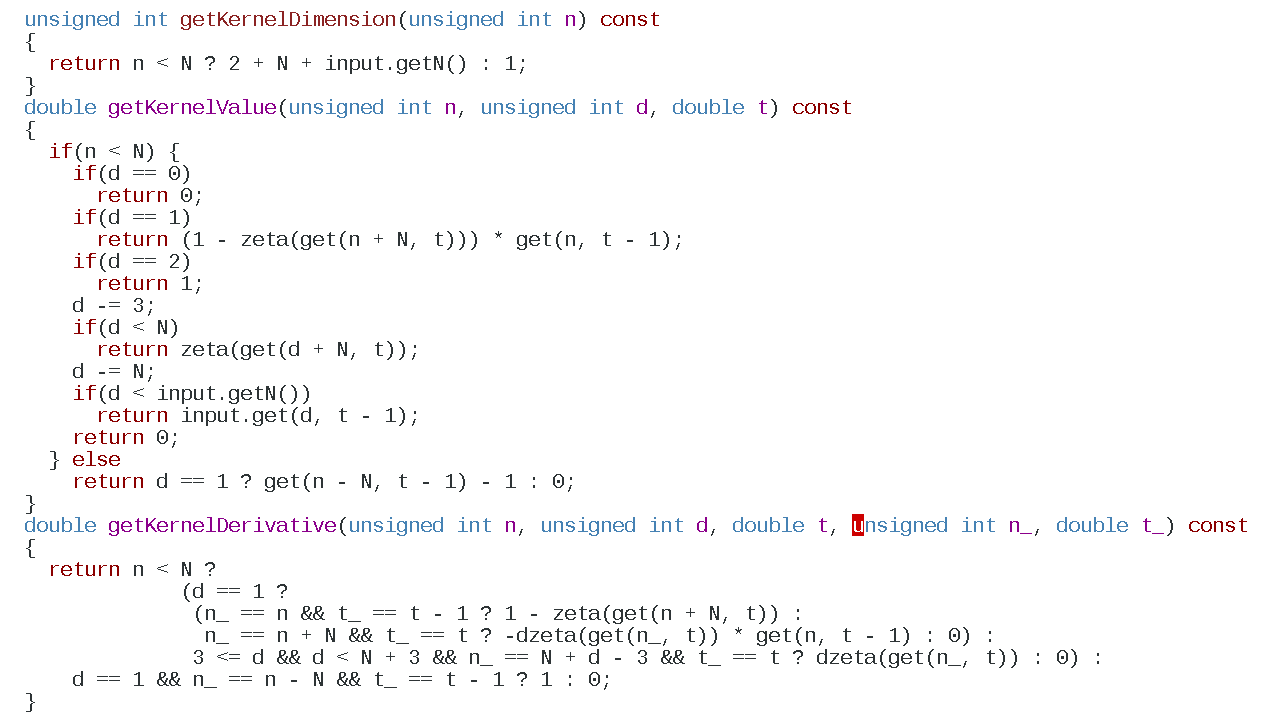 unsigned int getKernelDimension(unsigned int n) const
{
  return n < N ? 2 + N + input.getN() : 1;
}
double getKernelValue(unsigned int n, unsigned int d, double t) const
{
  if(n < N) {
    if(d == 0)
      return 0;
    if(d == 1)
      return (1 - zeta(get(n + N, t))) * get(n, t - 1);
    if(d == 2)
      return 1;
    d -= 3;
    if(d < N)
      return zeta(get(d + N, t));
    d -= N;
    if(d < input.getN())
      return input.get(d, t - 1);
    return 0;
  } else
    return d == 1 ? get(n - N, t - 1) - 1 : 0;
}
double getKernelDerivative(unsigned int n, unsigned int d, double t, unsigned int n_, double t_) const
{
  return n < N ?
             (d == 1 ?
              (n_ == n && t_ == t - 1 ? 1 - zeta(get(n + N, t)) :
               n_ == n + N && t_ == t ? -dzeta(get(n_, t)) * get(n, t - 1) : 0) :
              3 <= d && d < N + 3 && n_ == N + d - 3 && t_ == t ? dzeta(get(n_, t)) : 0) :
    d == 1 && n_ == n - N && t_ == t - 1 ? 1 : 0;
}